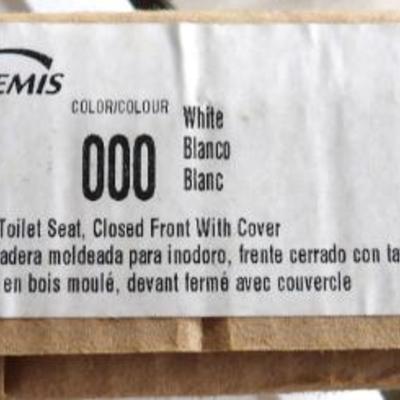 EMIS
COLOR/COLOUR
White
000
Blanco
Blanc
Toilet Seat, Closed Front With Cover
adera moldeada para inodoro, frente cerrado con ta
en bois moulé, devant fermé avec couvercle